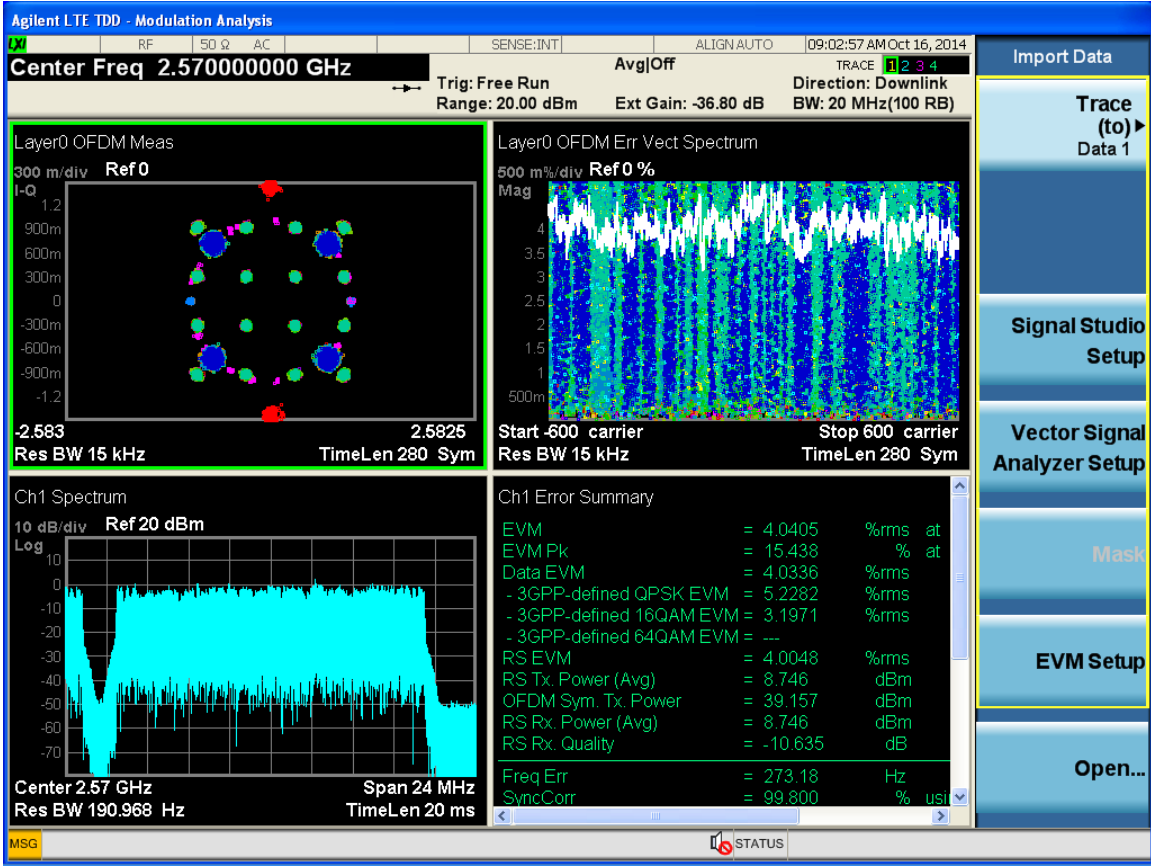 Agilent LTE TDD - Modulation Analysis
LXI RF 50 Ω AC SENSE:INT ALIGN AUTO 09:02:57 AM Oct 16, 2014
Center Freq 2.570000000 GHz
Avg|Off
TRACE 1 2 3 4
Trig: Free Run
Direction: Downlink
Range: 20.00 dBm Ext Gain: -36.80 dB BW: 20 MHz(100 RB)
Layer0 OFDM Meas
300 m/div Ref 0
I-Q
1.2
900m
600m
300m
0
-300m
-600m
-900m
-1.2
-2.583 2.5825
Res BW 15 kHz TimeLen 280 Sym
Layer0 OFDM Err Vect Spectrum
500 m%/div Ref 0 %
Mag
4
3.5
3
2.5
2
1.5
1
500m
Start -600 carrier Stop 600 carrier
Res BW 15 kHz TimeLen 280 Sym
Ch1 Spectrum
10 dB/div Ref 20 dBm
Log
10
0
-10
-20
-30
-40
-50
-60
-70
Center 2.57 GHz Span 24 MHz
Res BW 190.968 Hz TimeLen 20 ms
Ch1 Error Summary
EVM = 4.0405 %rms at
EVM Pk = 15.438 % at
Data EVM = 4.0336 %rms
- 3GPP-defined QPSK EVM = 5.2282 %rms
- 3GPP-defined 16QAM EVM = 3.1971 %rms
- 3GPP-defined 64QAM EVM = ---
RS EVM = 4.0048 %rms
RS Tx. Power (Avg) = 8.746 dBm
OFDM Sym. Tx. Power = 39.157 dBm
RS Rx. Power (Avg) = 8.746 dBm
RS Rx. Quality = -10.635 dB
Freq Err = 273.18 Hz
SyncCorr = 99.800 % usi
Import Data
Trace
(to)
Data 1
Signal Studio
Setup
Vector Signal
Analyzer Setup
Mask
EVM Setup
Open...
MSG STATUS